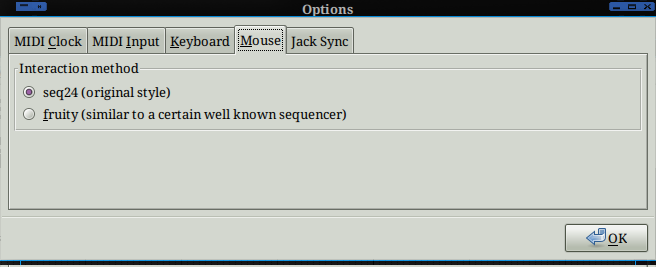 Options
MIDI Clock MIDI Input Keyboard Mouse Jack Sync
Interaction method
seq24 (original style)
fruity (similar to a certain well known sequencer)
OK